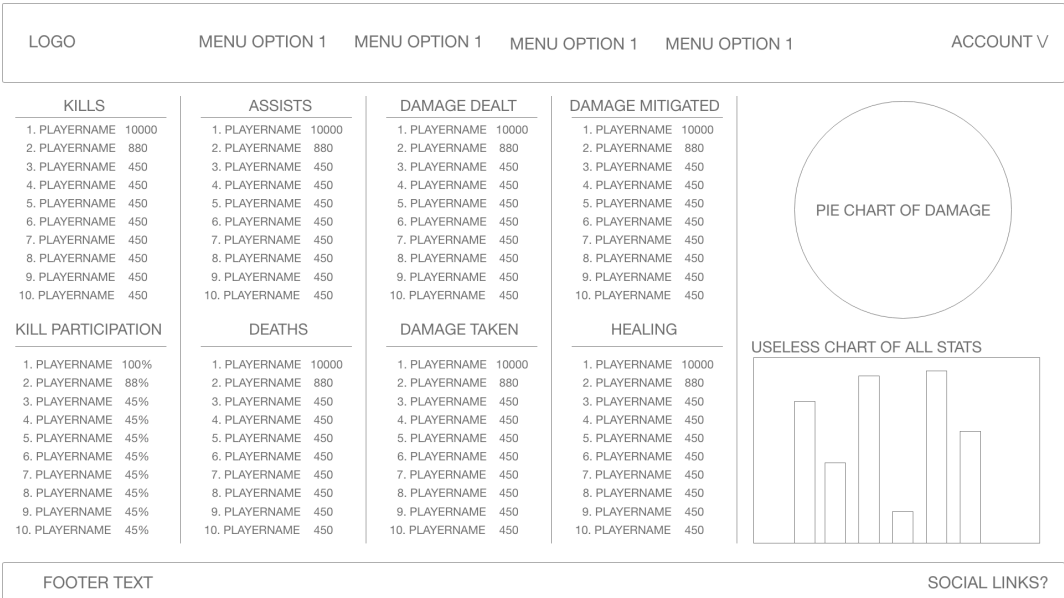 LOGO MENU OPTION 1 MENU OPTION 1 MENU OPTION 1 MENU OPTION 1 ACCOUNT \/
KILLS
1. PLAYERNAME 10000
2. PLAYERNAME 880
3. PLAYERNAME 450
4. PLAYERNAME 450
5. PLAYERNAME 450
6. PLAYERNAME 450
7. PLAYERNAME 450
8. PLAYERNAME 450
9. PLAYERNAME 450
10. PLAYERNAME 450
ASSISTS
1. PLAYERNAME 10000
2. PLAYERNAME 880
3. PLAYERNAME 450
4. PLAYERNAME 450
5. PLAYERNAME 450
6. PLAYERNAME 450
7. PLAYERNAME 450
8. PLAYERNAME 450
9. PLAYERNAME 450
10. PLAYERNAME 450
DAMAGE DEALT
1. PLAYERNAME 10000
2. PLAYERNAME 880
3. PLAYERNAME 450
4. PLAYERNAME 450
5. PLAYERNAME 450
6. PLAYERNAME 450
7. PLAYERNAME 450
8. PLAYERNAME 450
9. PLAYERNAME 450
10. PLAYERNAME 450
DAMAGE MITIGATED
1. PLAYERNAME 10000
2. PLAYERNAME 880
3. PLAYERNAME 450
4. PLAYERNAME 450
5. PLAYERNAME 450
6. PLAYERNAME 450
7. PLAYERNAME 450
8. PLAYERNAME 450
9. PLAYERNAME 450
10. PLAYERNAME 450
PIE CHART OF DAMAGE
KILL PARTICIPATION
1. PLAYERNAME 100%
2. PLAYERNAME 88%
3. PLAYERNAME 45%
4. PLAYERNAME 45%
5. PLAYERNAME 45%
6. PLAYERNAME 45%
7. PLAYERNAME 45%
8. PLAYERNAME 45%
9. PLAYERNAME 45%
10. PLAYERNAME 45%
DEATHS
1. PLAYERNAME 10000
2. PLAYERNAME 880
3. PLAYERNAME 450
4. PLAYERNAME 450
5. PLAYERNAME 450
6. PLAYERNAME 450
7. PLAYERNAME 450
8. PLAYERNAME 450
9. PLAYERNAME 450
10. PLAYERNAME 450
DAMAGE TAKEN
1. PLAYERNAME 10000
2. PLAYERNAME 880
3. PLAYERNAME 450
4. PLAYERNAME 450
5. PLAYERNAME 450
6. PLAYERNAME 450
7. PLAYERNAME 450
8. PLAYERNAME 450
9. PLAYERNAME 450
10. PLAYERNAME 450
HEALING
1. PLAYERNAME 10000
2. PLAYERNAME 880
3. PLAYERNAME 450
4. PLAYERNAME 450
5. PLAYERNAME 450
6. PLAYERNAME 450
7. PLAYERNAME 450
8. PLAYERNAME 450
9. PLAYERNAME 450
10. PLAYERNAME 450
USELESS CHART OF ALL STATS
FOOTER TEXT SOCIAL LINKS?